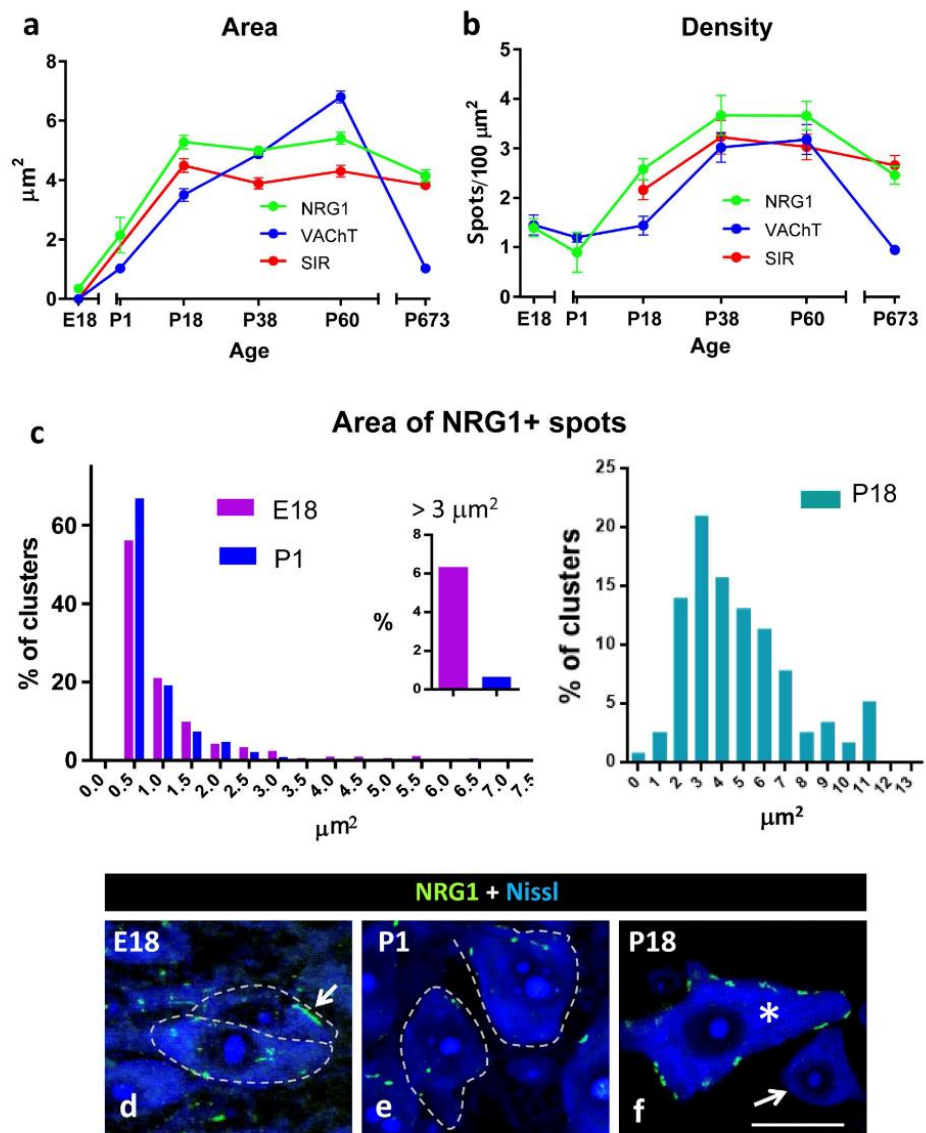 a
Area
μm²
8
6
4
2
0
NRG1
VAChT
SIR
E18 P1 P18 P38 P60 P673
Age
b
Density
Spots/100 μm²
5
4
3
2
1
0
NRG1
VAChT
SIR
E18 P1 P18 P38 P60 P673
Age
c
Area of NRG1+ spots
% of clusters
60
40
20
0
E18
P1
> 3 μm²
%
8
6
4
2
0
0.0 0.5 1.0 1.5 2.0 2.5 3.0 3.5 4.0 4.5 5.0 5.5 6.0 6.5 7.0 7.5
μm²
% of clusters
25
20
15
10
5
0
P18
0 1 2 3 4 5 6 7 8 9 10 11 12 13
μm²
NRG1 + Nissl
E18
d
P1
e
P18
*
f